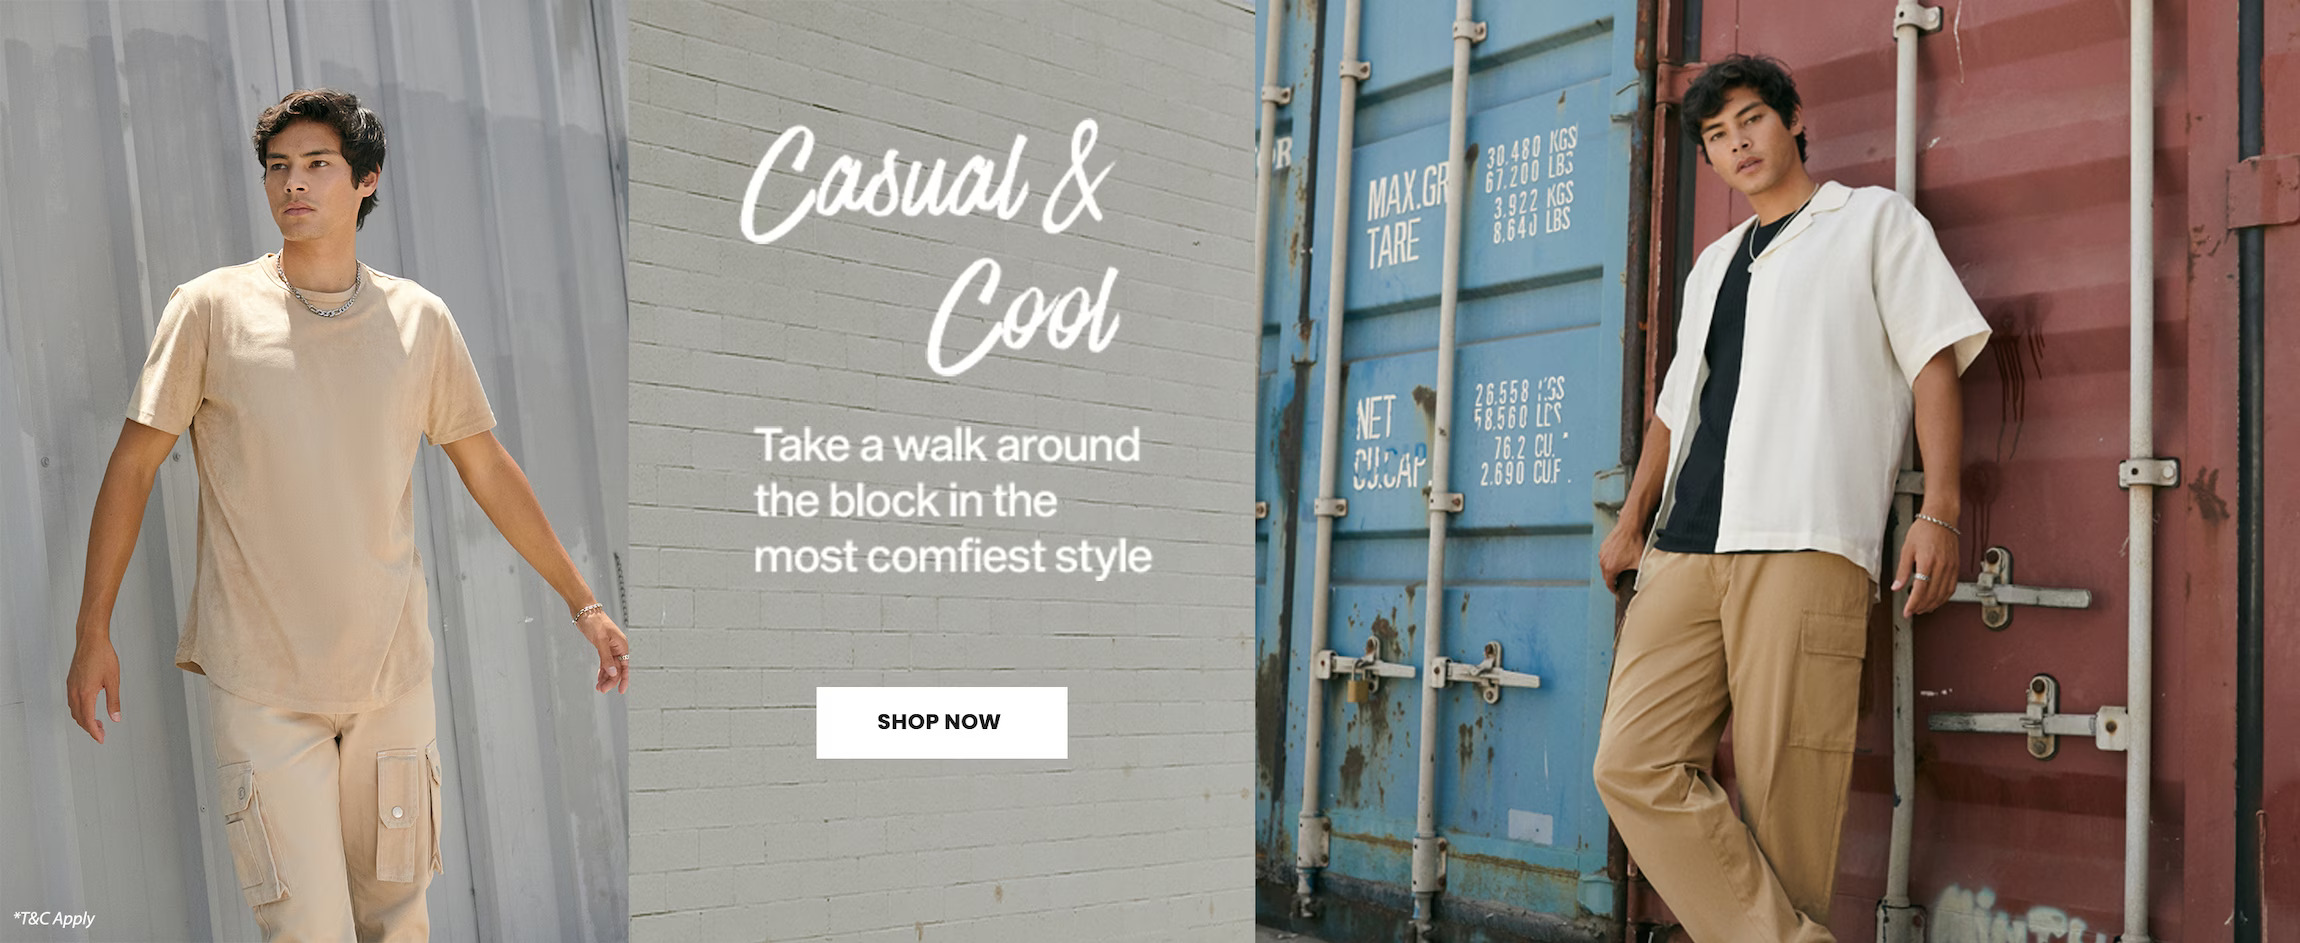 Casual &
Cool
Take a walk around
the block in the
most comfiest style
SHOP NOW
*T&C Apply
MAX.GR
TARE
30.480 KGS
67.200 LBS
3.922 KGS
8.640 LBS
NET
CU.CAP.
26.558 KGS
58.560 LBS
76.2 CU.
2.690 CU.F.